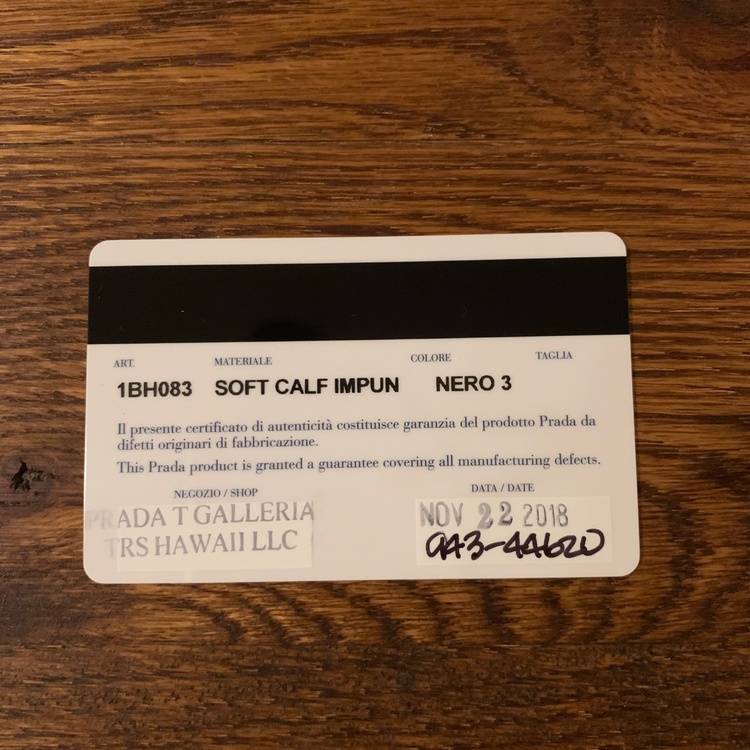 ART. MATERIALE COLORE TAGLIA
1BH083 SOFT CALF IMPUN NERO 3
Il presente certificato di autenticità costituisce garanzia del prodotto Prada da
difetti originari di fabbricazione.
This Prada product is granted a guarantee covering all manufacturing defects.
NEGOZIO / SHOP DATA / DATE
PRADA T GALLERIA NOV 22 2018
TRS HAWAII LLC 943-44620